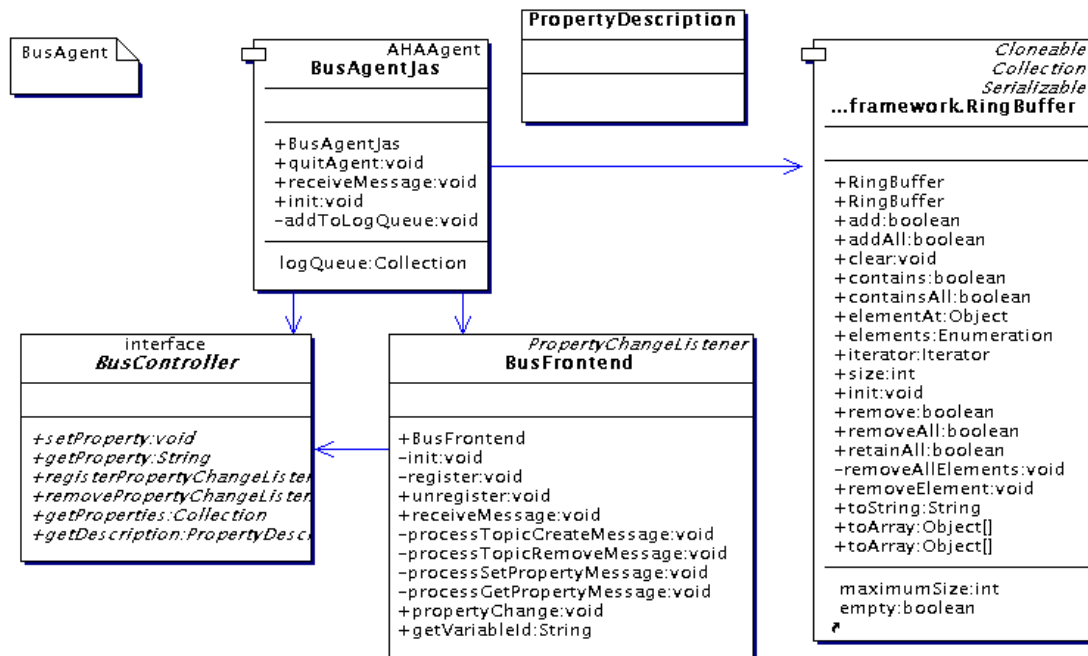 BusAgent
AHAAgent
BusAgentJas
+BusAgentJas
+quitAgent:void
+receiveMessage:void
+init:void
-addToLogQueue:void
logQueue:Collection
PropertyDescription
Cloneable
Collection
Serializable
...framework.RingBuffer
+RingBuffer
+RingBuffer
+add:boolean
+addAll:boolean
+clear:void
+contains:boolean
+containsAll:boolean
+elementAt:Object
+elements:Enumeration
+iterator:Iterator
+size:int
+init:void
+remove:boolean
+removeAll:boolean
+retainAll:boolean
-removeAllElements:void
+removeElement:void
+toString:String
+toArray:Object[]
+toArray:Object[]
maximumSize:int
empty:boolean
interface
BusController
+setProperty:void
+getProperty:String
+registerPropertyChangeListen
+removePropertyChangeListen
+getProperties:Collection
+getDescription:PropertyDescr
PropertyChangeListener
BusFrontend
+BusFrontend
-init:void
-register:void
+unregister:void
+receiveMessage:void
-processTopicCreateMessage:void
-processTopicRemoveMessage:void
-processSetPropertyMessage:void
-processGetPropertyMessage:void
+propertyChange:void
+getVariableId:String